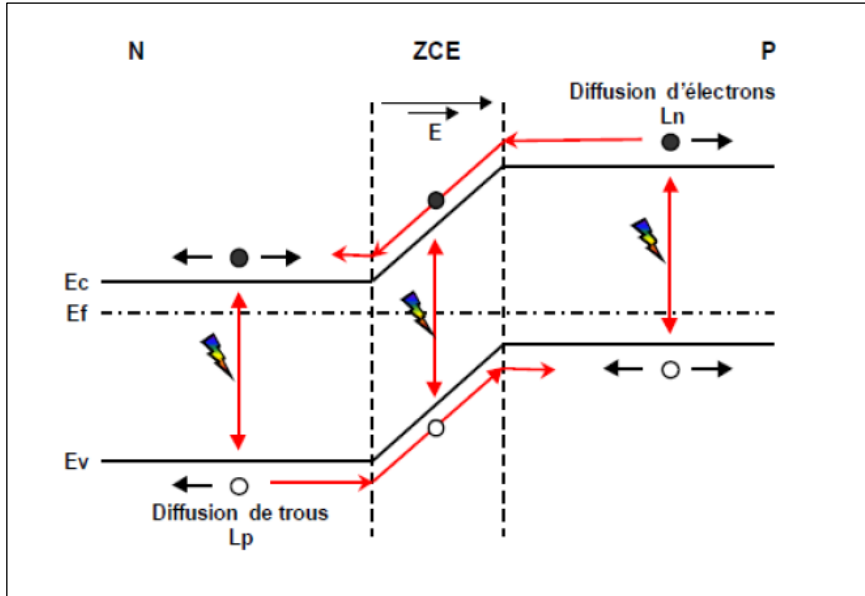 N
ZCE
P
Diffusion d'électrons
Ln
E
Ec
Ef
Ev
Diffusion de trous
Lp